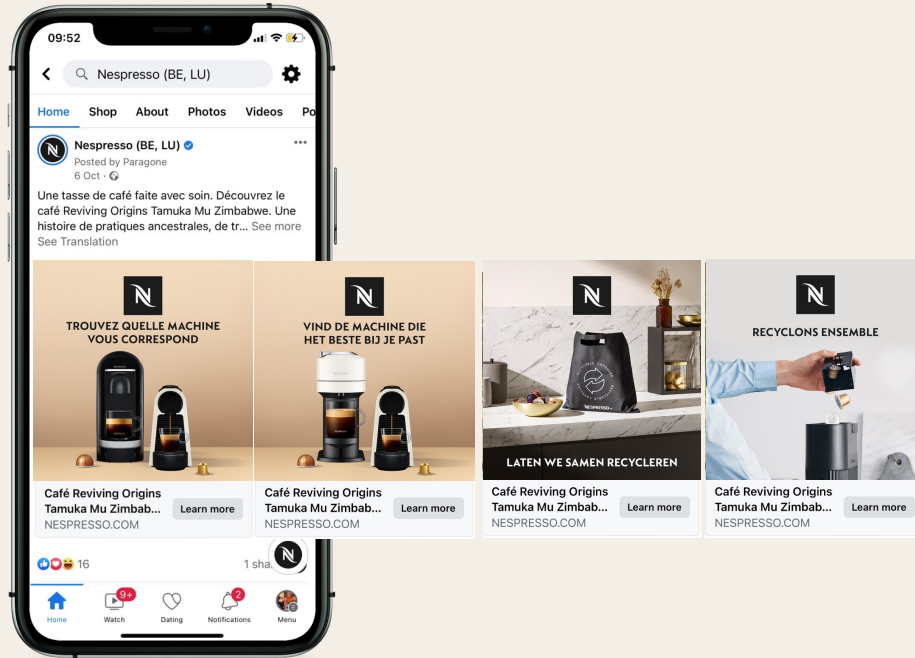 09:52
Nespresso (BE, LU)
Home Shop About Photos Videos Po
Nespresso (BE, LU)
Posted by Paragone
6 Oct ·
Une tasse de café faite avec soin. Découvrez le
café Reviving Origins Tamuka Mu Zimbabwe. Une
histoire de pratiques ancestrales, de tr... See more
See Translation
TROUVEZ QUELLE MACHINE
VOUS CORRESPOND
Café Reviving Origins
Tamuka Mu Zimbab...
NESPRESSO.COM
Learn more
VIND DE MACHINE DIE
HET BESTE BIJ JE PAST
Café Reviving Origins
Tamuka Mu Zimbab...
NESPRESSO.COM
Learn more
NESPRESSO
LATEN WE SAMEN RECYCLEREN
Café Reviving Origins
Tamuka Mu Zimbab...
NESPRESSO.COM
Learn more
RECYCLONS ENSEMBLE
Café Reviving Origins
Tamuka Mu Zimbab...
NESPRESSO.COM
Learn more
16
1 sha
9+
2
Home Watch Dating Notifications Menu